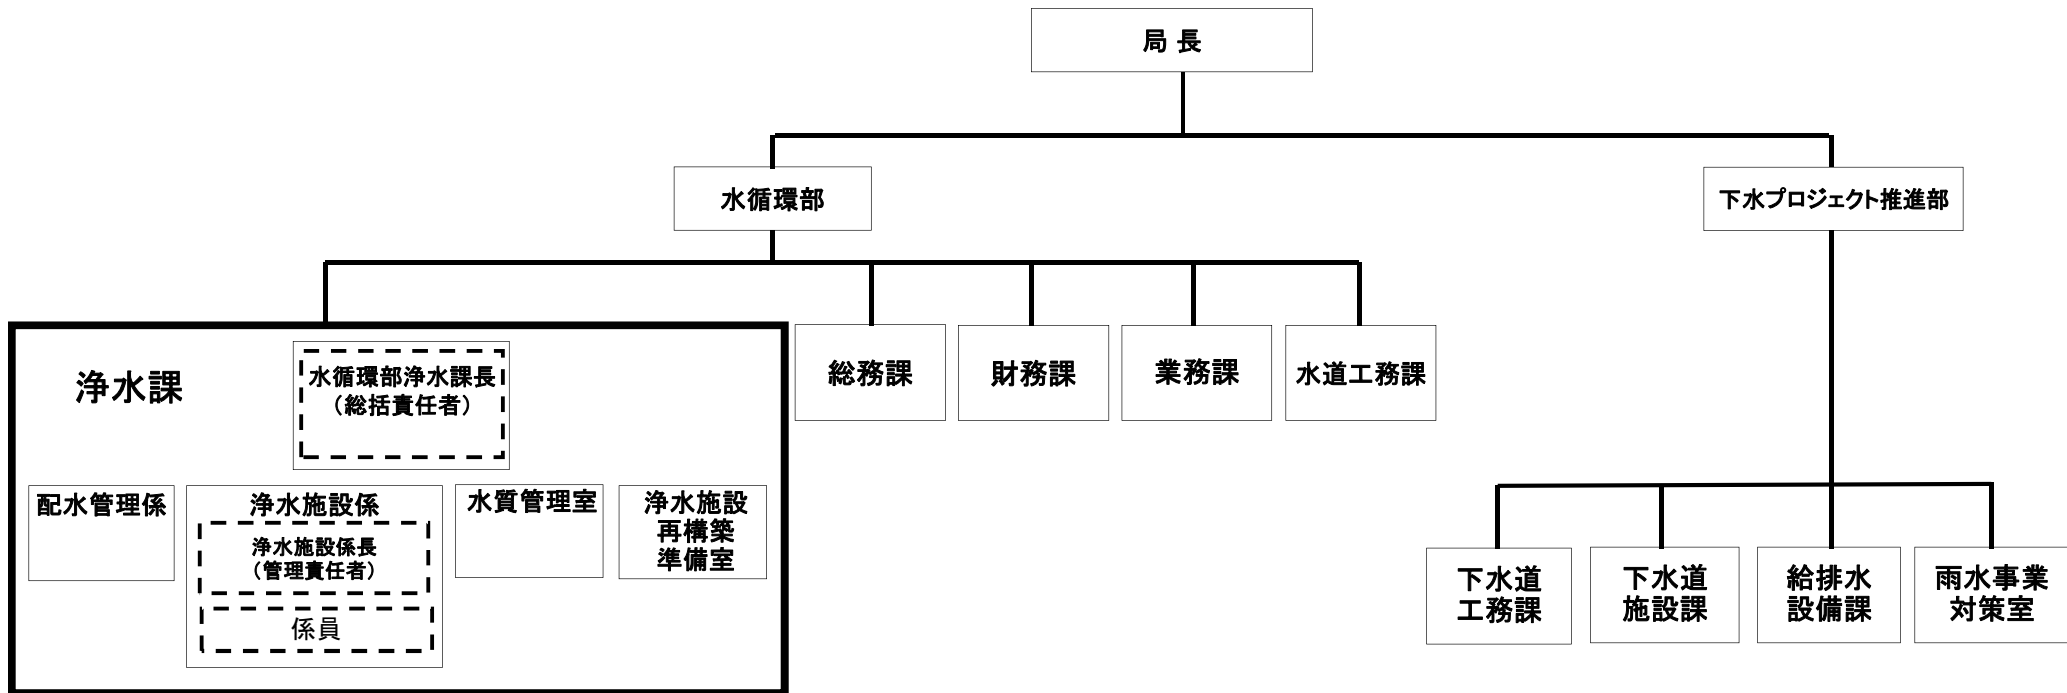 局 長
水循環部
下水プロジェクト推進部
浄水課
水循環部浄水課長
（総括責任者）
総務課
財務課
業務課
水道工務課
配水管理係
浄水施設係
浄水施設係長
（管理責任者）
係員
水質管理室
浄水施設
再構築
準備室
下水道
工務課
下水道
施設課
給排水
設備課
雨水事業
対策室